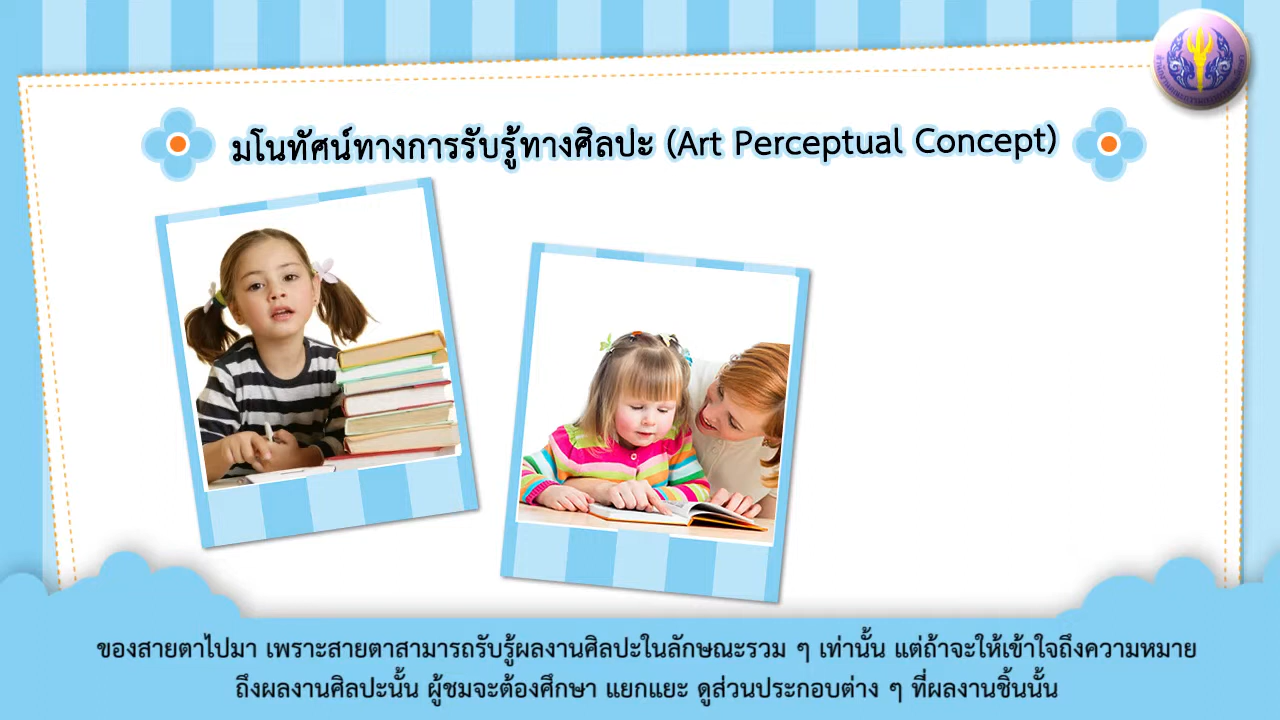 มโนทัศน์ทางการรับรู้ทางศิลปะ (Art Perceptual Concept)
ของสายตาไปมา เพราะสายตาสามารถรับรู้ผลงานศิลปะในลักษณะรวม ๆ เท่านั้น แต่ถ้าจะให้เข้าใจถึงความหมาย
ถึงผลงานศิลปะนั้น ผู้ชมจะต้องศึกษา แยกแยะ ดูส่วนประกอบต่าง ๆ ที่ผลงานชิ้นนั้น